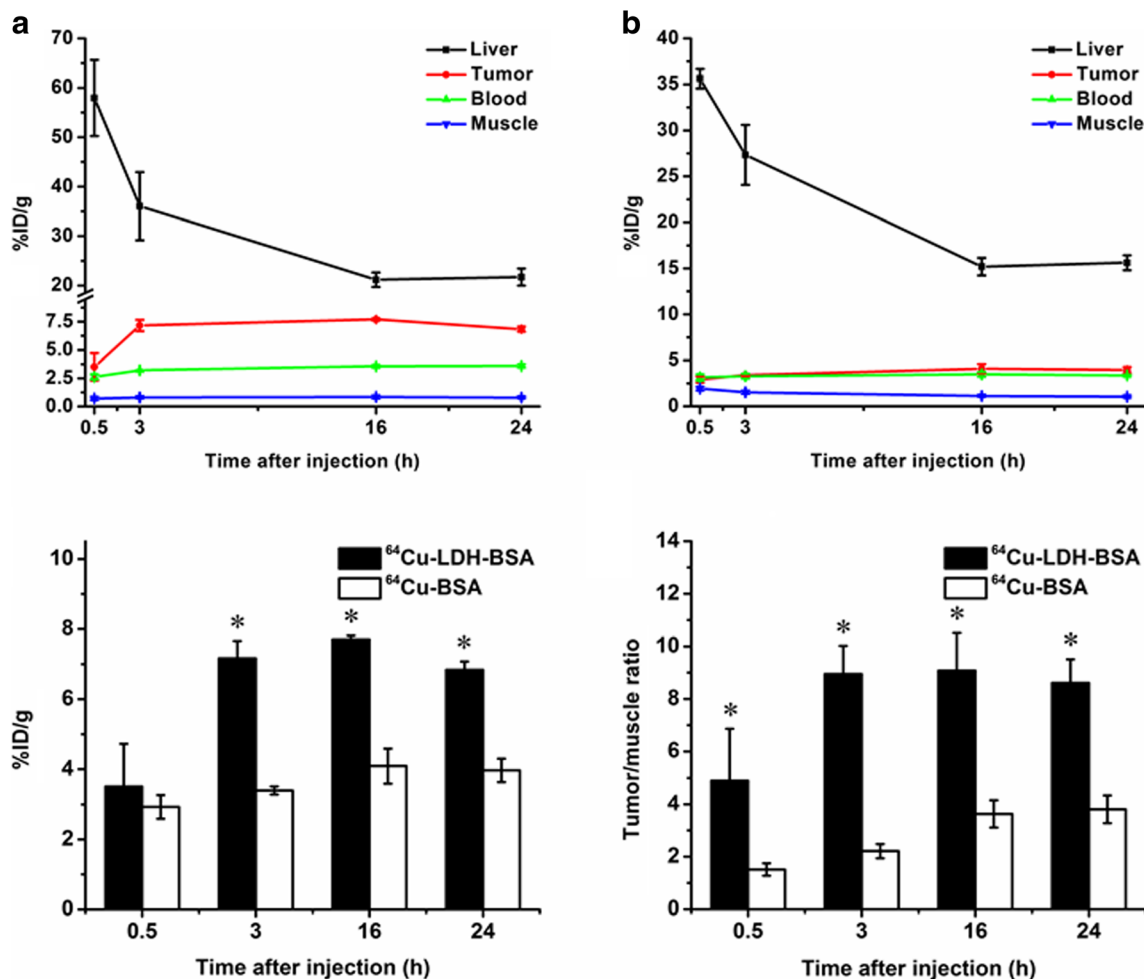 a
%ID/g
70
60
50
40
30
20
7.5
5.0
2.5
0.0
Liver
Tumor
Blood
Muscle
0.5 3 16 24
Time after injection (h)
b
%ID/g
40
35
30
25
20
15
10
5
0
Liver
Tumor
Blood
Muscle
0.5 3 16 24
Time after injection (h)
%ID/g
10
8
6
4
2
0
⁶⁴Cu-LDH-BSA
⁶⁴Cu-BSA
* * *
0.5 3 16 24
Time after injection (h)
Tumor/muscle ratio
14
12
10
8
6
4
2
0
⁶⁴Cu-LDH-BSA
⁶⁴Cu-BSA
* * * *
0.5 3 16 24
Time after injection (h)